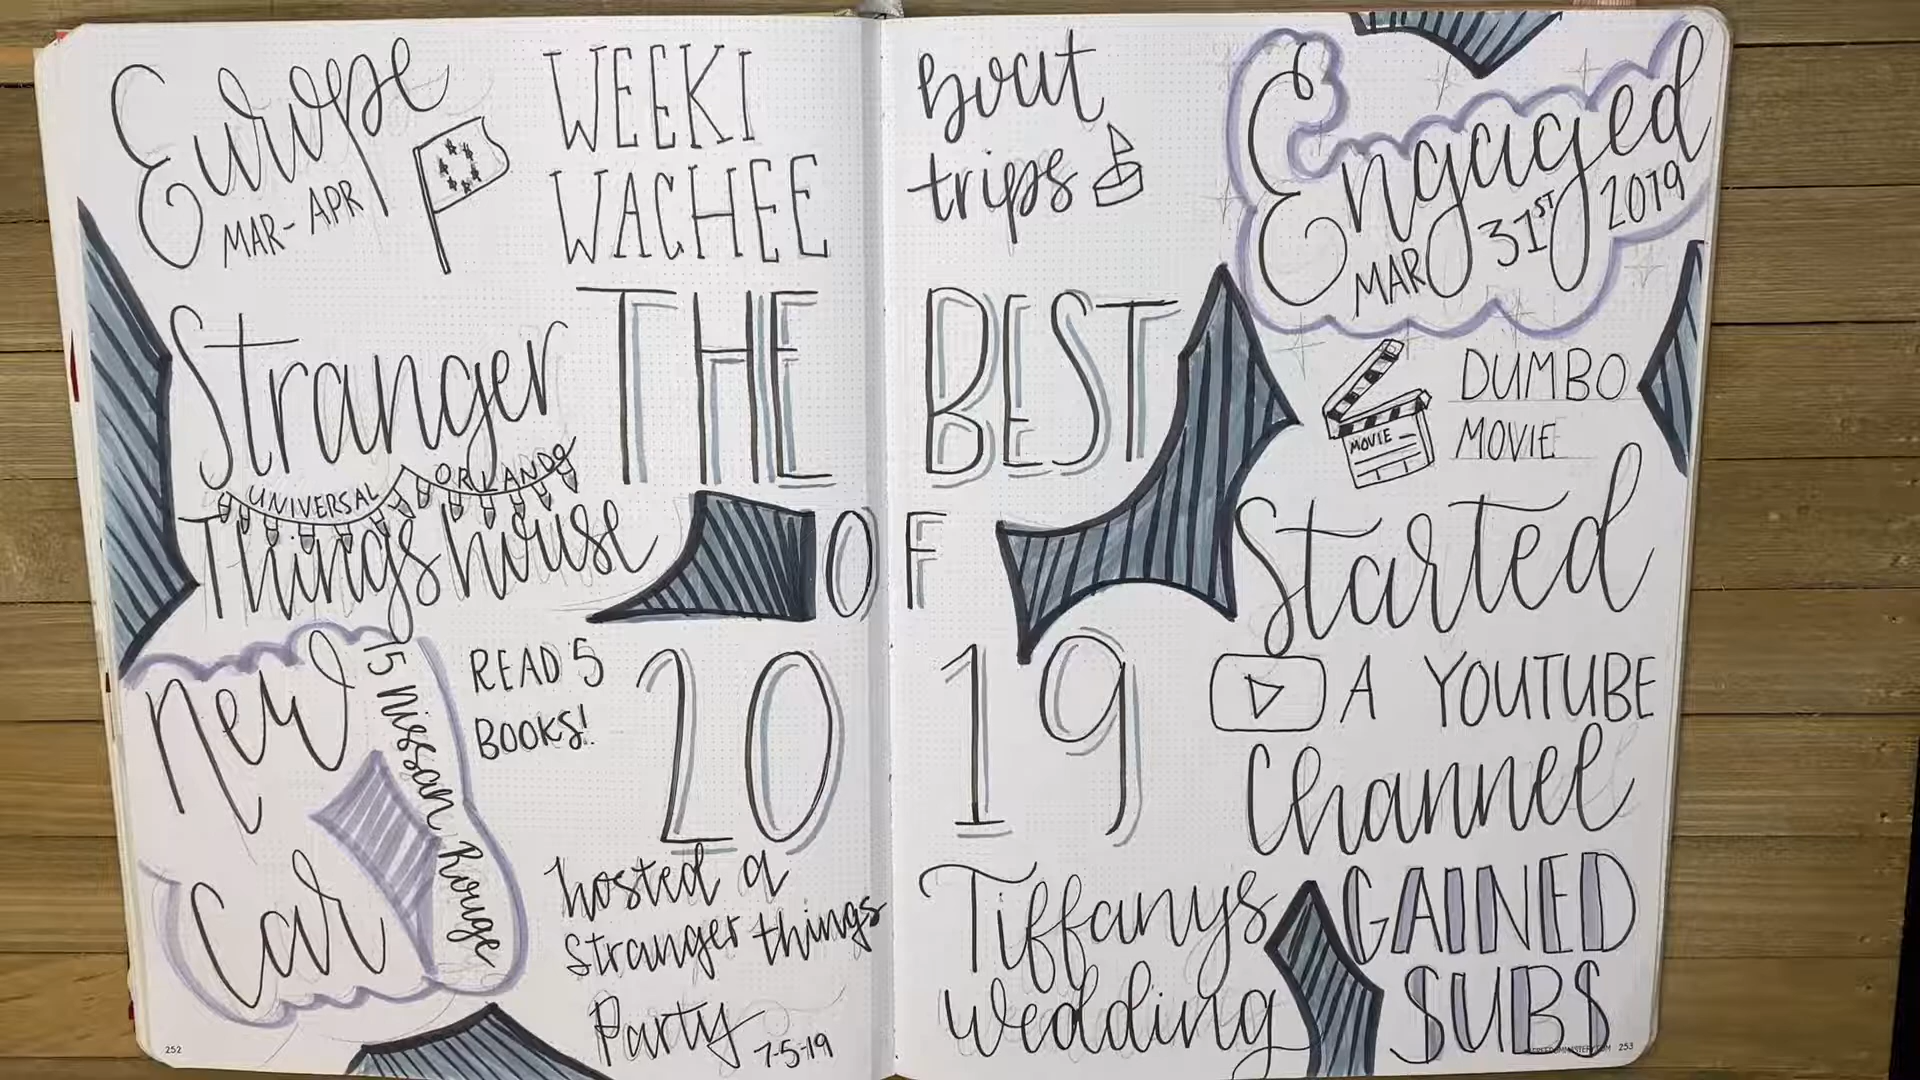 Europe
MAR-APR
WEEKI
WACHEE
Stranger
UNIVERSAL ORLANDO
Things house
THE
new
car
15 Nissan Rouge
READ 5
BOOKS!
20
hosted a
stranger things
Party 7-5-19
252
boat
trips
Engaged
MAR 31ST 2019
BEST
OF
DUMBO
MOVIE
MOVIE
Started
A YOUTUBE
Channel
19
Tiffanys
wedding
GAINED
SUBS
253